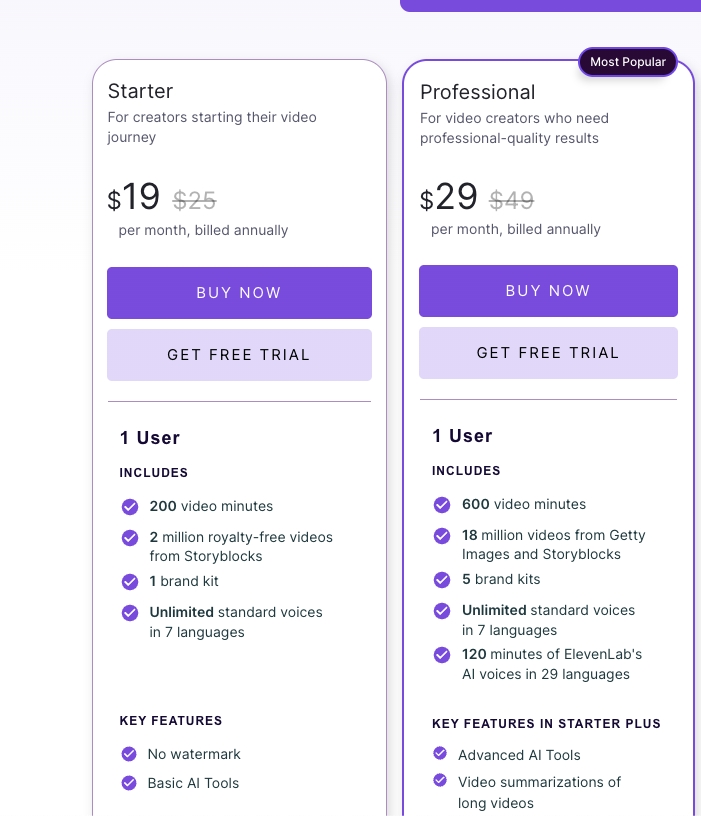 Starter
For creators starting their video
journey
$19 $25
per month, billed annually
BUY NOW
GET FREE TRIAL
1 User
INCLUDES
200 video minutes
2 million royalty-free videos
from Storyblocks
1 brand kit
Unlimited standard voices
in 7 languages
KEY FEATURES
No watermark
Basic AI Tools
Most Popular
Professional
For video creators who need
professional-quality results
$29 $49
per month, billed annually
BUY NOW
GET FREE TRIAL
1 User
INCLUDES
600 video minutes
18 million videos from Getty
Images and Storyblocks
5 brand kits
Unlimited standard voices
in 7 languages
120 minutes of ElevenLab's
AI voices in 29 languages
KEY FEATURES IN STARTER PLUS
Advanced AI Tools
Video summarizations of
long videos